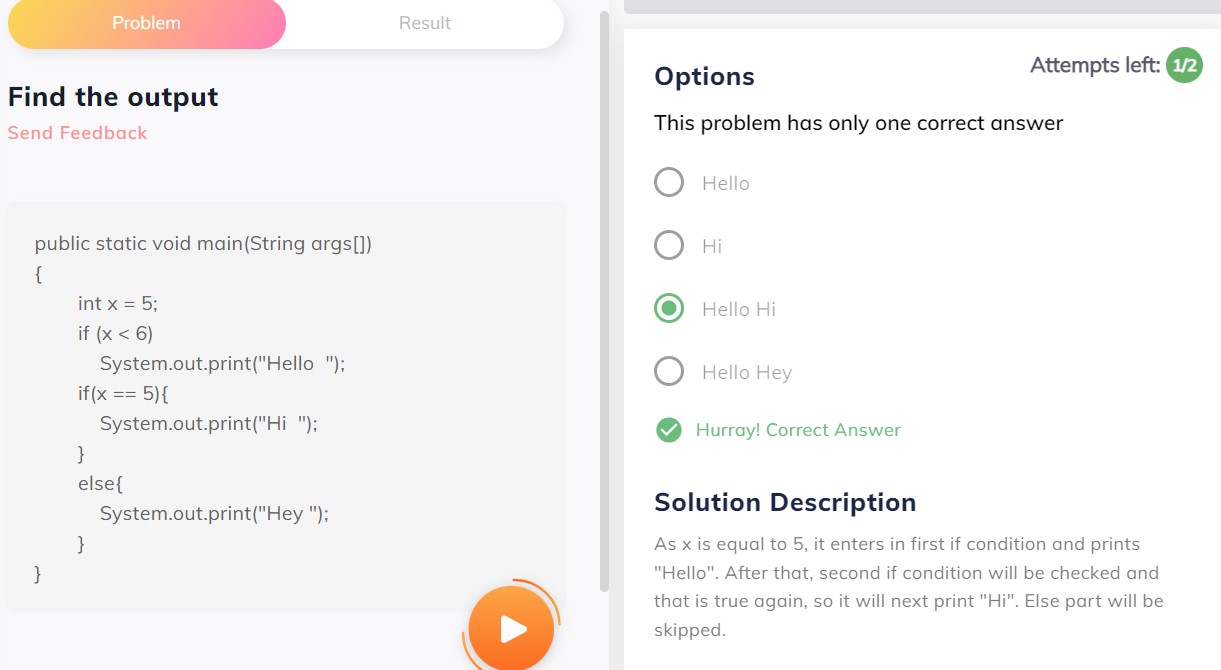 Problem
Result
Find the output
Send Feedback
public static void main(String args[])
{
int x = 5;
if (x < 6)
System.out.print("Hello  ");
if(x == 5){
System.out.print("Hi  ");
}
else{
System.out.print("Hey ");
}
}
Options
Attempts left: 1/2
This problem has only one correct answer
Hello
Hi
Hello Hi
Hello Hey
Hurray! Correct Answer
Solution Description
As x is equal to 5, it enters in first if condition and prints
"Hello". After that, second if condition will be checked and
that is true again, so it will next print "Hi". Else part will be
skipped.